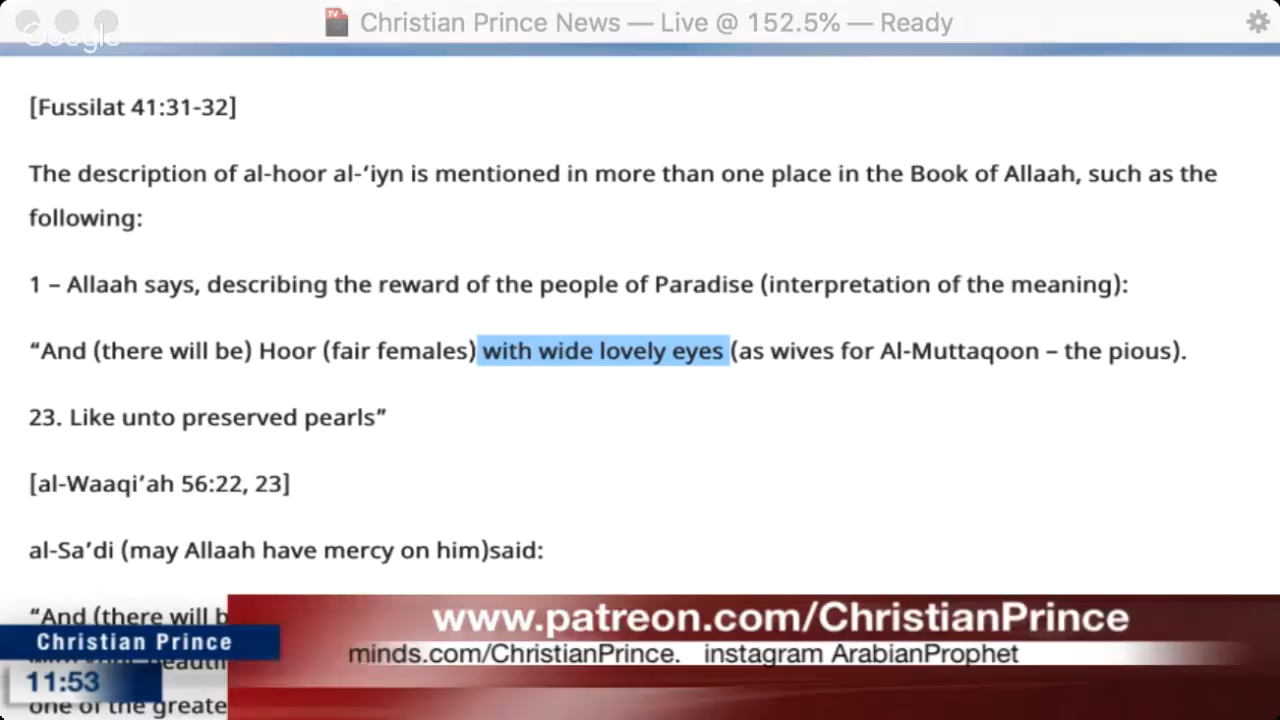 Christian Prince News — Live @ 152.5% — Ready
Google
[Fussilat 41:31-32]
The description of al-hoor al-‘iyn is mentioned in more than one place in the Book of Allaah, such as the
following:
1 – Allaah says, describing the reward of the people of Paradise (interpretation of the meaning):
“And (there will be) Hoor (fair females) with wide lovely eyes (as wives for Al-Muttaqoon – the pious).
23. Like unto preserved pearls”
[al-Waaqi’ah 56:22, 23]
al-Sa’di (may Allaah have mercy on him)said:
“And (there will b
www.patreon.com/ChristianPrince
Christian Prince
minds.com/ChristianPrince. instagram ArabianProphet
11:53
one of the greate